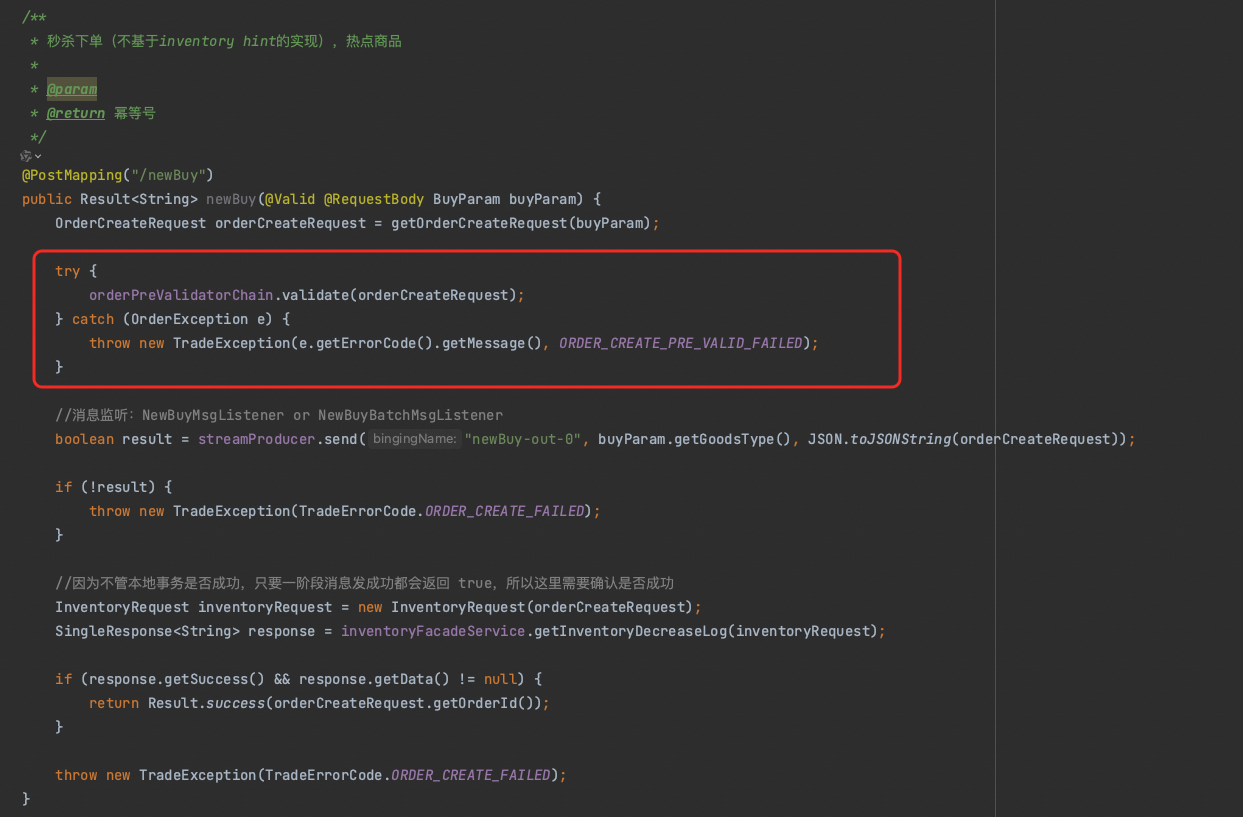 /**
 * 秒杀下单（不基于inventory hint的实现），热点商品
 *
 * @param
 * @return 幂等号
 */
@PostMapping("/newBuy")
public Result<String> newBuy(@Valid @RequestBody BuyParam buyParam) {
    OrderCreateRequest orderCreateRequest = getOrderCreateRequest(buyParam);
    try {
        orderPreValidatorChain.validate(orderCreateRequest);
    } catch (OrderException e) {
        throw new TradeException(e.getErrorCode().getMessage(), ORDER_CREATE_PRE_VALID_FAILED);
    }
    //消息监听：NewBuyMsgListener or NewBuyBatchMsgListener
    boolean result = streamProducer.send( bingingName: "newBuy-out-0", buyParam.getGoodsType(), JSON.toJSONString(orderCreateRequest));
    if (!result) {
        throw new TradeException(TradeErrorCode.ORDER_CREATE_FAILED);
    }
    //因为不管本地事务是否成功，只要一阶段消息发成功都会返回 true，所以这里需要确认是否成功
    InventoryRequest inventoryRequest = new InventoryRequest(orderCreateRequest);
    SingleResponse<String> response = inventoryFacadeService.getInventoryDecreaseLog(inventoryRequest);
    if (response.getSuccess() && response.getData() != null) {
        return Result.success(orderCreateRequest.getOrderId());
    }
    throw new TradeException(TradeErrorCode.ORDER_CREATE_FAILED);
}